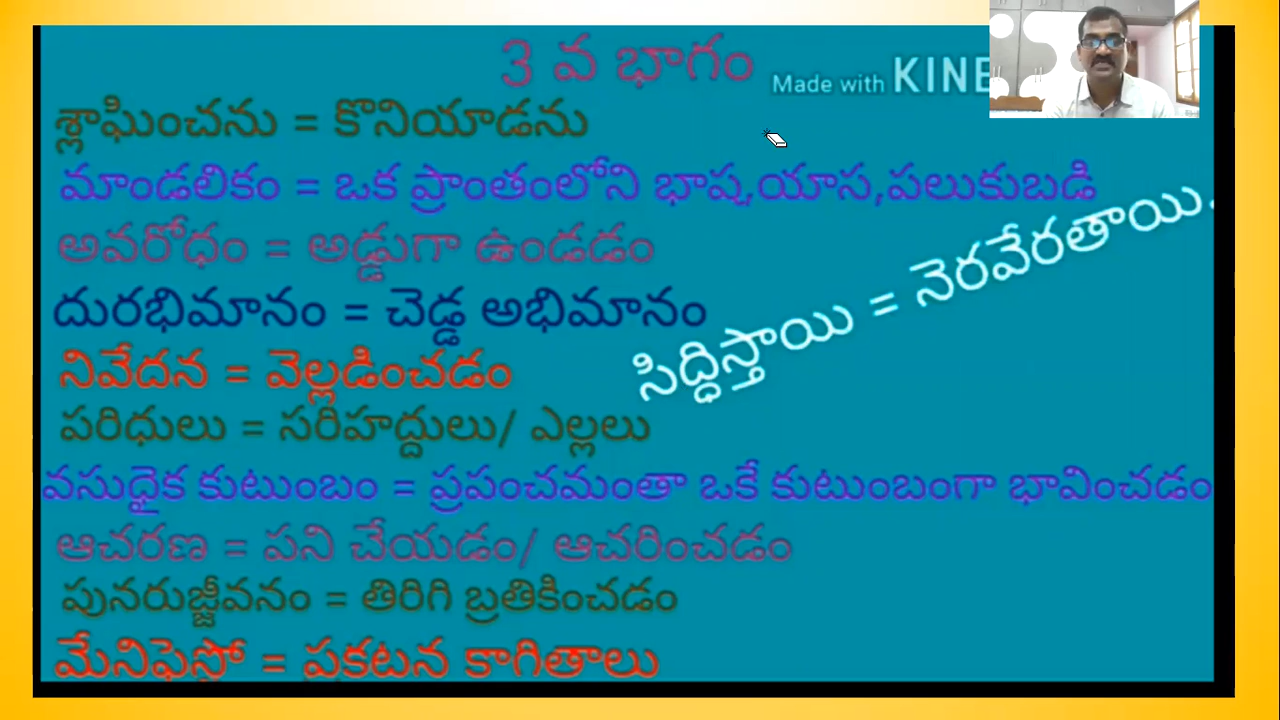 3 వ భాగం
Made with KINE
శ్లాఘించను = కొనియాడను
మాండలికం = ఒక ప్రాంతంలోని భాష,యాస,పలుకుబడి
అవరోధం = అడ్డుగా ఉండడం
దురభిమానం = చెడ్డ అభిమానం
సిద్ధిస్తాయి = నెరవేరతాయి.
నివేదన = వెల్లడించడం
పరిధులు = సరిహద్దులు/ ఎల్లలు
వసుధైక కుటుంబం = ప్రపంచమంతా ఒకే కుటుంబంగా భావించడం
ఆచరణ = పని చేయడం/ ఆచరించడం
పునరుజ్జీవనం = తిరిగి బ్రతికించడం
మేనిఫెస్టో = ప్రకటన కాగితాలు